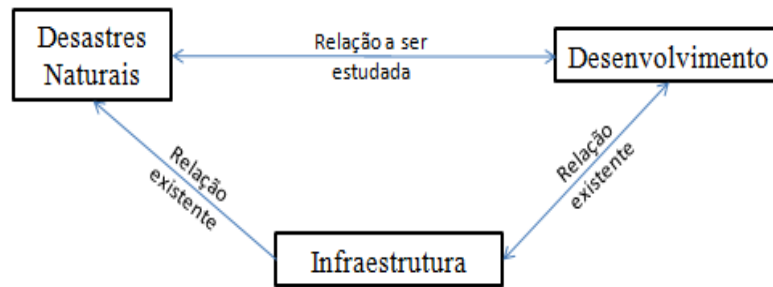 Desastres
Naturais
Relação a ser
estudada
Desenvolvimento
Relação
existente
Relação
existente
Infraestrutura